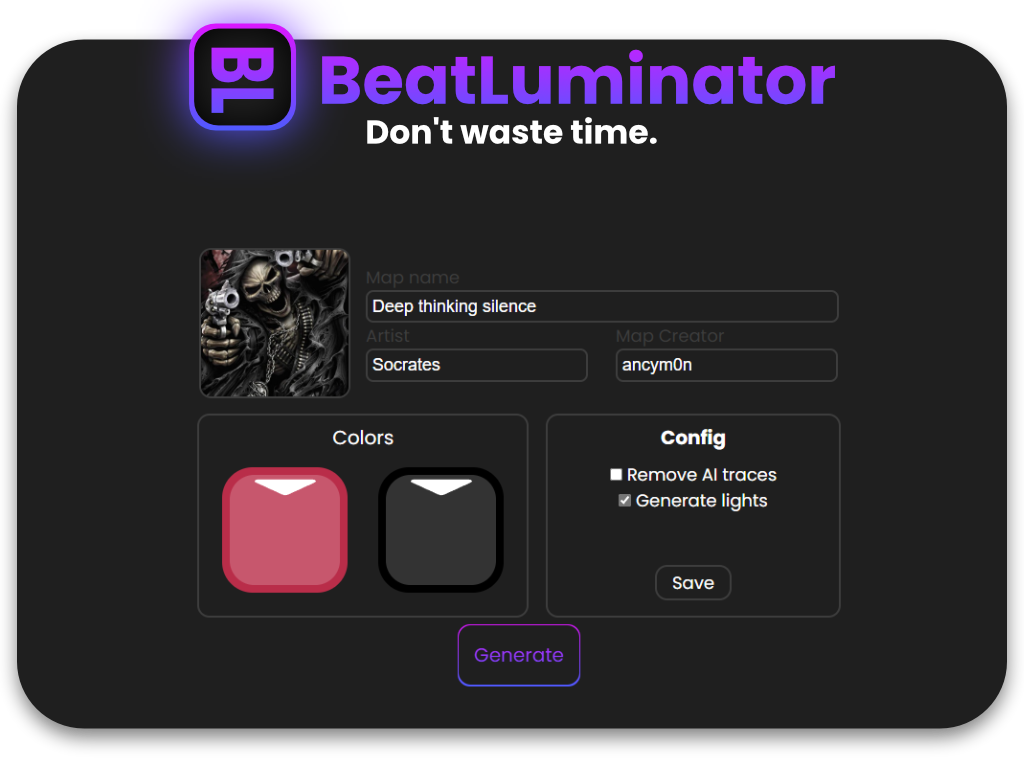 BL
BeatLuminator
Don't waste time.
Map name
Deep thinking silence
Artist
Map Creator
Socrates
ancym0n
Colors
Config
Remove AI traces
Generate lights
Save
Generate